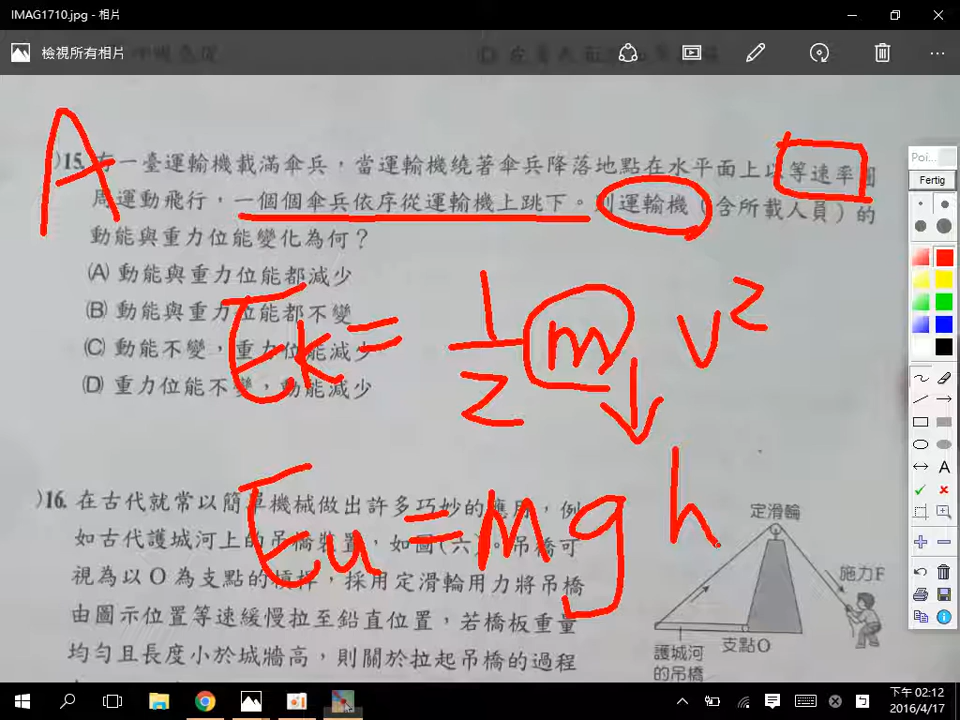 IMAG1710.jpg - 相片
檢視所有相片
A
)15. 有一臺運輸機載滿傘兵，當運輸機繞著傘兵降落地點在水平面上以等速率圓
周運動飛行，一個個傘兵依序從運輸機上跳下。則運輸機（含所載人員）的
動能與重力位能變化為何？
(A) 動能與重力位能都減少
(B) 動能與重力位能都不變
(C) 動能不變，重力位能減少
(D) 重力位能不變，動能減少
Ek = 1/2 m v²
Eu = mgh
)16. 在古代就常以簡單機械做出許多巧妙的應用，例
如古代護城河上的吊橋裝置，如圖(六)。吊橋可
視為以 O 為支點的槓桿，採用定滑輪用力將吊橋
由圖示位置等速緩慢拉至鉛直位置，若橋板重量
均勻且長度小於城牆高，則關於拉起吊橋的過程
定滑輪
施力F
支點O
護城河
的吊橋
Poi...
Fertig
A
下午 02:12
2016/4/17